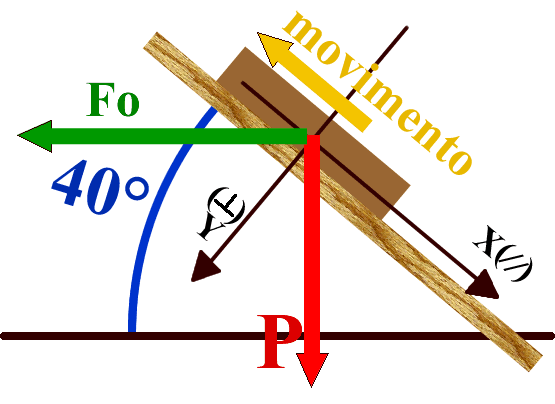 movimento
Fo
40°
Y(⊥)
X(//)
P